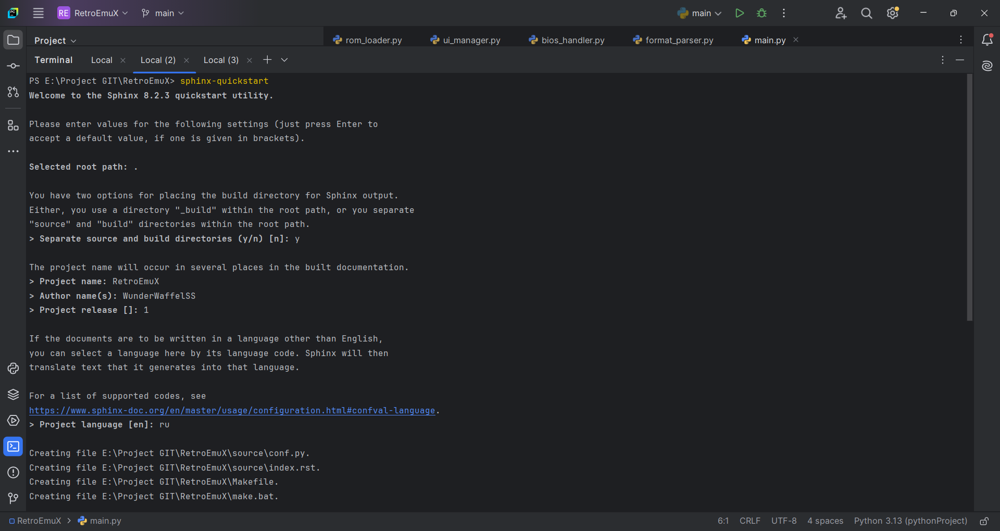 PC
RE RetroEmuX main main
Project rom_loader.py ui_manager.py bios_handler.py format_parser.py main.py
Terminal Local Local (2) Local (3)
PS E:\Project GIT\RetroEmuX> sphinx-quickstart
Welcome to the Sphinx 8.2.3 quickstart utility.
Please enter values for the following settings (just press Enter to
accept a default value, if one is given in brackets).
Selected root path: .
You have two options for placing the build directory for Sphinx output.
Either, you use a directory "_build" within the root path, or you separate
"source" and "build" directories within the root path.
> Separate source and build directories (y/n) [n]: y
The project name will occur in several places in the built documentation.
> Project name: RetroEmuX
> Author name(s): WunderWaffelSS
> Project release []: 1
If the documents are to be written in a language other than English,
you can select a language here by its language code. Sphinx will then
translate text that it generates into that language.
For a list of supported codes, see
https://www.sphinx-doc.org/en/master/usage/configuration.html#confval-language.
> Project language [en]: ru
Creating file E:\Project GIT\RetroEmuX\source\conf.py.
Creating file E:\Project GIT\RetroEmuX\source\index.rst.
Creating file E:\Project GIT\RetroEmuX\Makefile.
Creating file E:\Project GIT\RetroEmuX\make.bat.
RetroEmuX > main.py 6:1 CRLF UTF-8 4 spaces Python 3.13 (pythonProject)